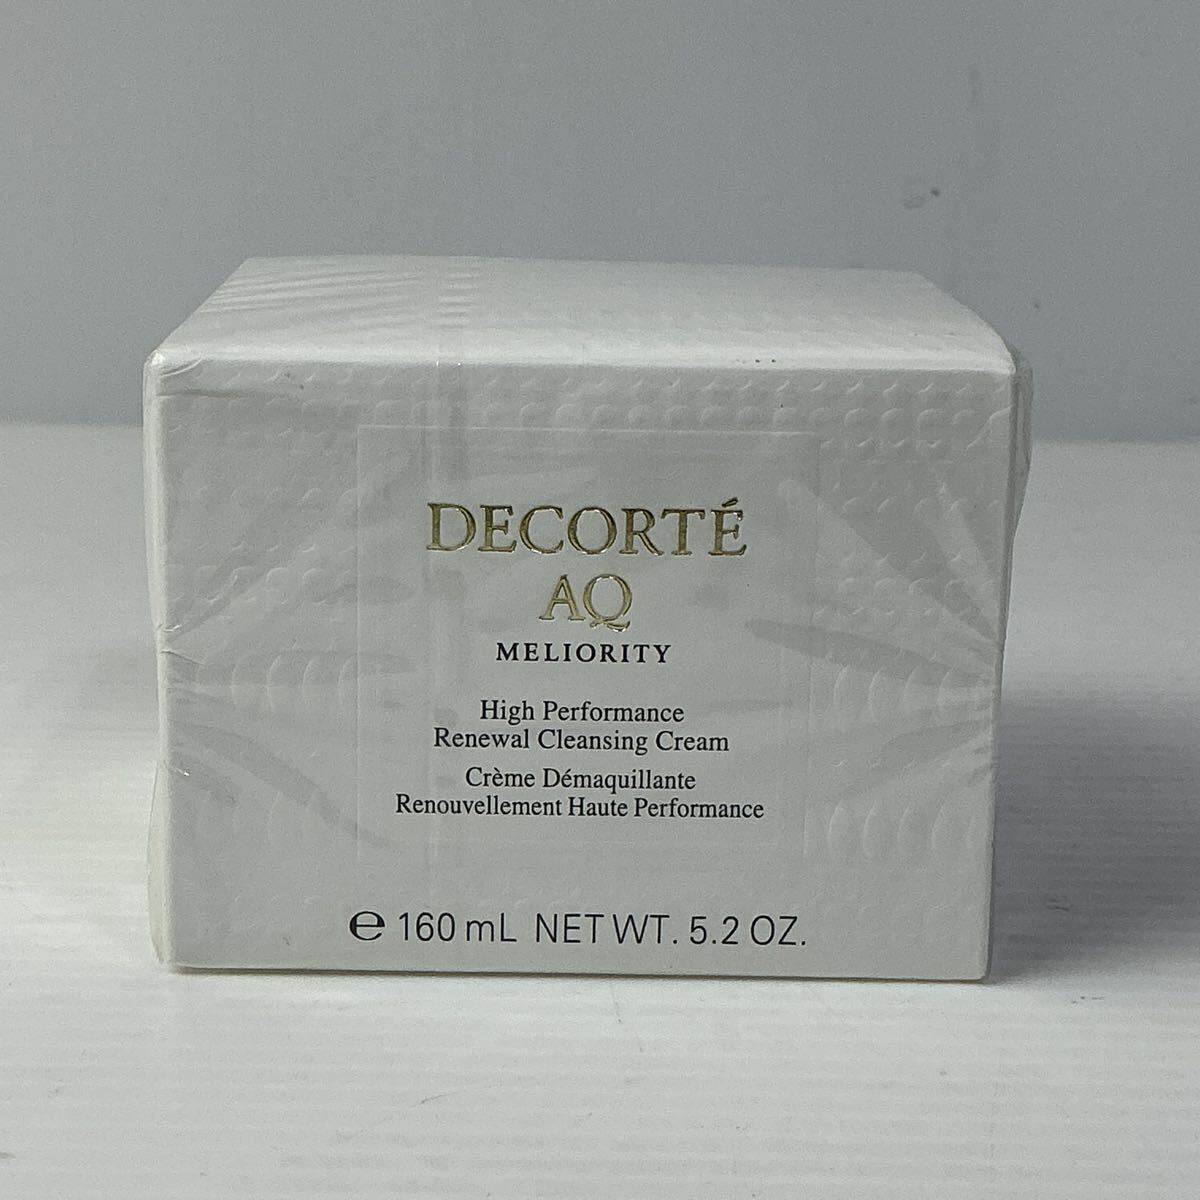 DECORTÉ
AQ
MELIORITY
High Performance
Renewal Cleansing Cream
Crème Démaquillante
Renouvellement Haute Performance
℮ 160 mL NET WT. 5.2 OZ.